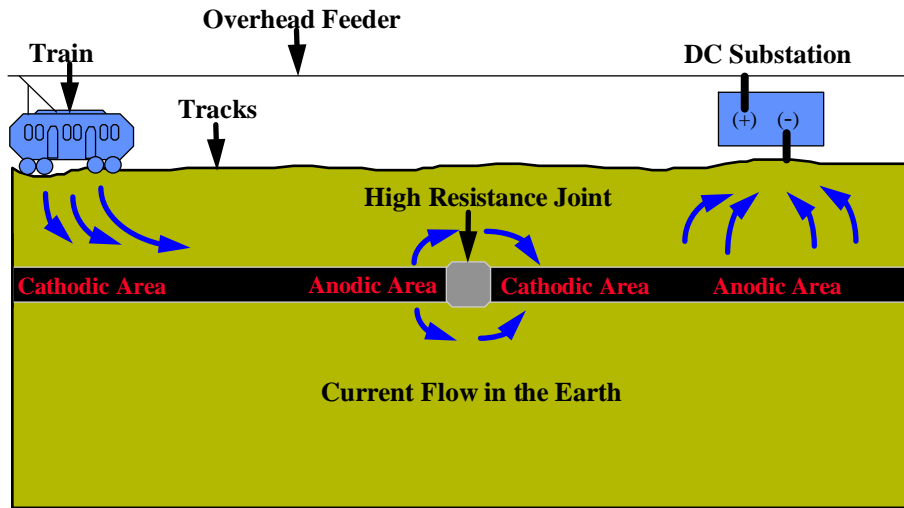 Overhead Feeder
Train
DC Substation
Tracks
(+) (-)
High Resistance Joint
Cathodic Area Anodic Area Cathodic Area Anodic Area
Current Flow in the Earth